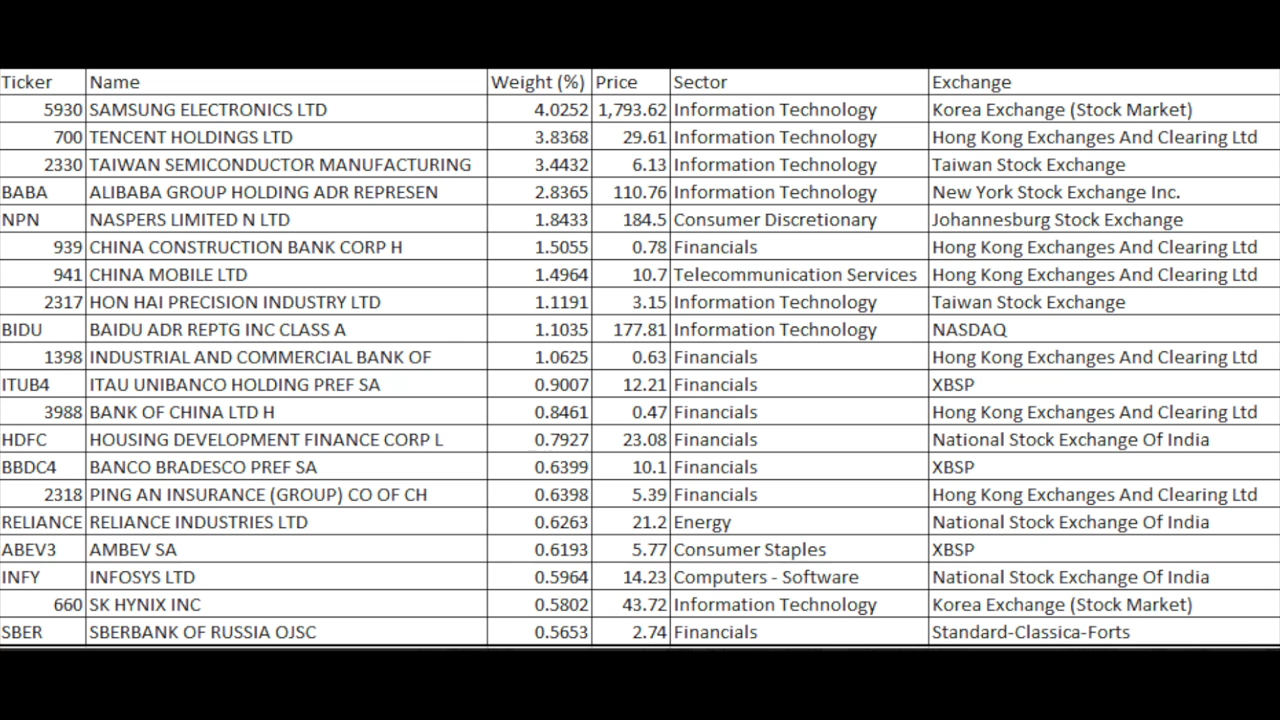 Ticker Name Weight (%) Price Sector Exchange
5930 SAMSUNG ELECTRONICS LTD 4.0252 1,793.62 Information Technology Korea Exchange (Stock Market)
700 TENCENT HOLDINGS LTD 3.8368 29.61 Information Technology Hong Kong Exchanges And Clearing Ltd
2330 TAIWAN SEMICONDUCTOR MANUFACTURING 3.4432 6.13 Information Technology Taiwan Stock Exchange
BABA ALIBABA GROUP HOLDING ADR REPRESEN 2.8365 110.76 Information Technology New York Stock Exchange Inc.
NPN NASPERS LIMITED N LTD 1.8433 184.5 Consumer Discretionary Johannesburg Stock Exchange
939 CHINA CONSTRUCTION BANK CORP H 1.5055 0.78 Financials Hong Kong Exchanges And Clearing Ltd
941 CHINA MOBILE LTD 1.4964 10.7 Telecommunication Services Hong Kong Exchanges And Clearing Ltd
2317 HON HAI PRECISION INDUSTRY LTD 1.1191 3.15 Information Technology Taiwan Stock Exchange
BIDU BAIDU ADR REPTG INC CLASS A 1.1035 177.81 Information Technology NASDAQ
1398 INDUSTRIAL AND COMMERCIAL BANK OF 1.0625 0.63 Financials Hong Kong Exchanges And Clearing Ltd
ITUB4 ITAU UNIBANCO HOLDING PREF SA 0.9007 12.21 Financials XBSP
3988 BANK OF CHINA LTD H 0.8461 0.47 Financials Hong Kong Exchanges And Clearing Ltd
HDFC HOUSING DEVELOPMENT FINANCE CORP L 0.7927 23.08 Financials National Stock Exchange Of India
BBDC4 BANCO BRADESCO PREF SA 0.6399 10.1 Financials XBSP
2318 PING AN INSURANCE (GROUP) CO OF CH 0.6398 5.39 Financials Hong Kong Exchanges And Clearing Ltd
RELIANCE RELIANCE INDUSTRIES LTD 0.6263 21.2 Energy National Stock Exchange Of India
ABEV3 AMBEV SA 0.6193 5.77 Consumer Staples XBSP
INFY INFOSYS LTD 0.5964 14.23 Computers - Software National Stock Exchange Of India
660 SK HYNIX INC 0.5802 43.72 Information Technology Korea Exchange (Stock Market)
SBER SBERBANK OF RUSSIA OJSC 0.5653 2.74 Financials Standard-Classica-Forts